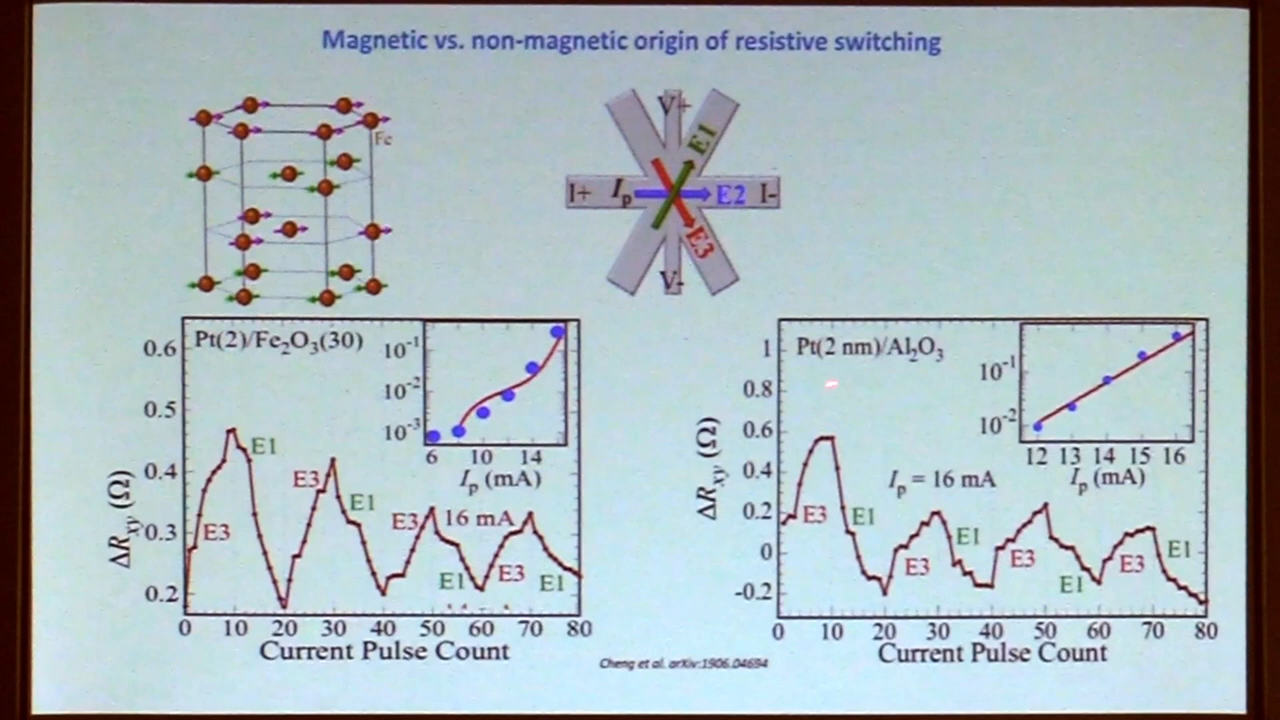 Magnetic vs. non-magnetic origin of resistive switching
Fe
V+
E1
I+ Ip E2 I-
E3
V-
Pt(2)/Fe₂O₃(30)
ΔRxy (Ω)
0.6
0.5
0.4
0.3
0.2
10⁻¹
10⁻²
10⁻³
6 10 14
Ip (mA)
E3
E1
E3
E1
E3
16 mA
E1
E3
E1
0 10 20 30 40 50 60 70 80
Current Pulse Count
Pt(2 nm)/Al₂O₃
ΔRxy (Ω)
1
0.8
0.6
0.4
0.2
0
-0.2
10⁻¹
10⁻²
12 13 14 15 16
Ip (mA)
Ip = 16 mA
E3
E1
E3
E1
E3
E1
E3
E1
0 10 20 30 40 50 60 70 80
Current Pulse Count
Cheng et al. arXiv:1906.04694